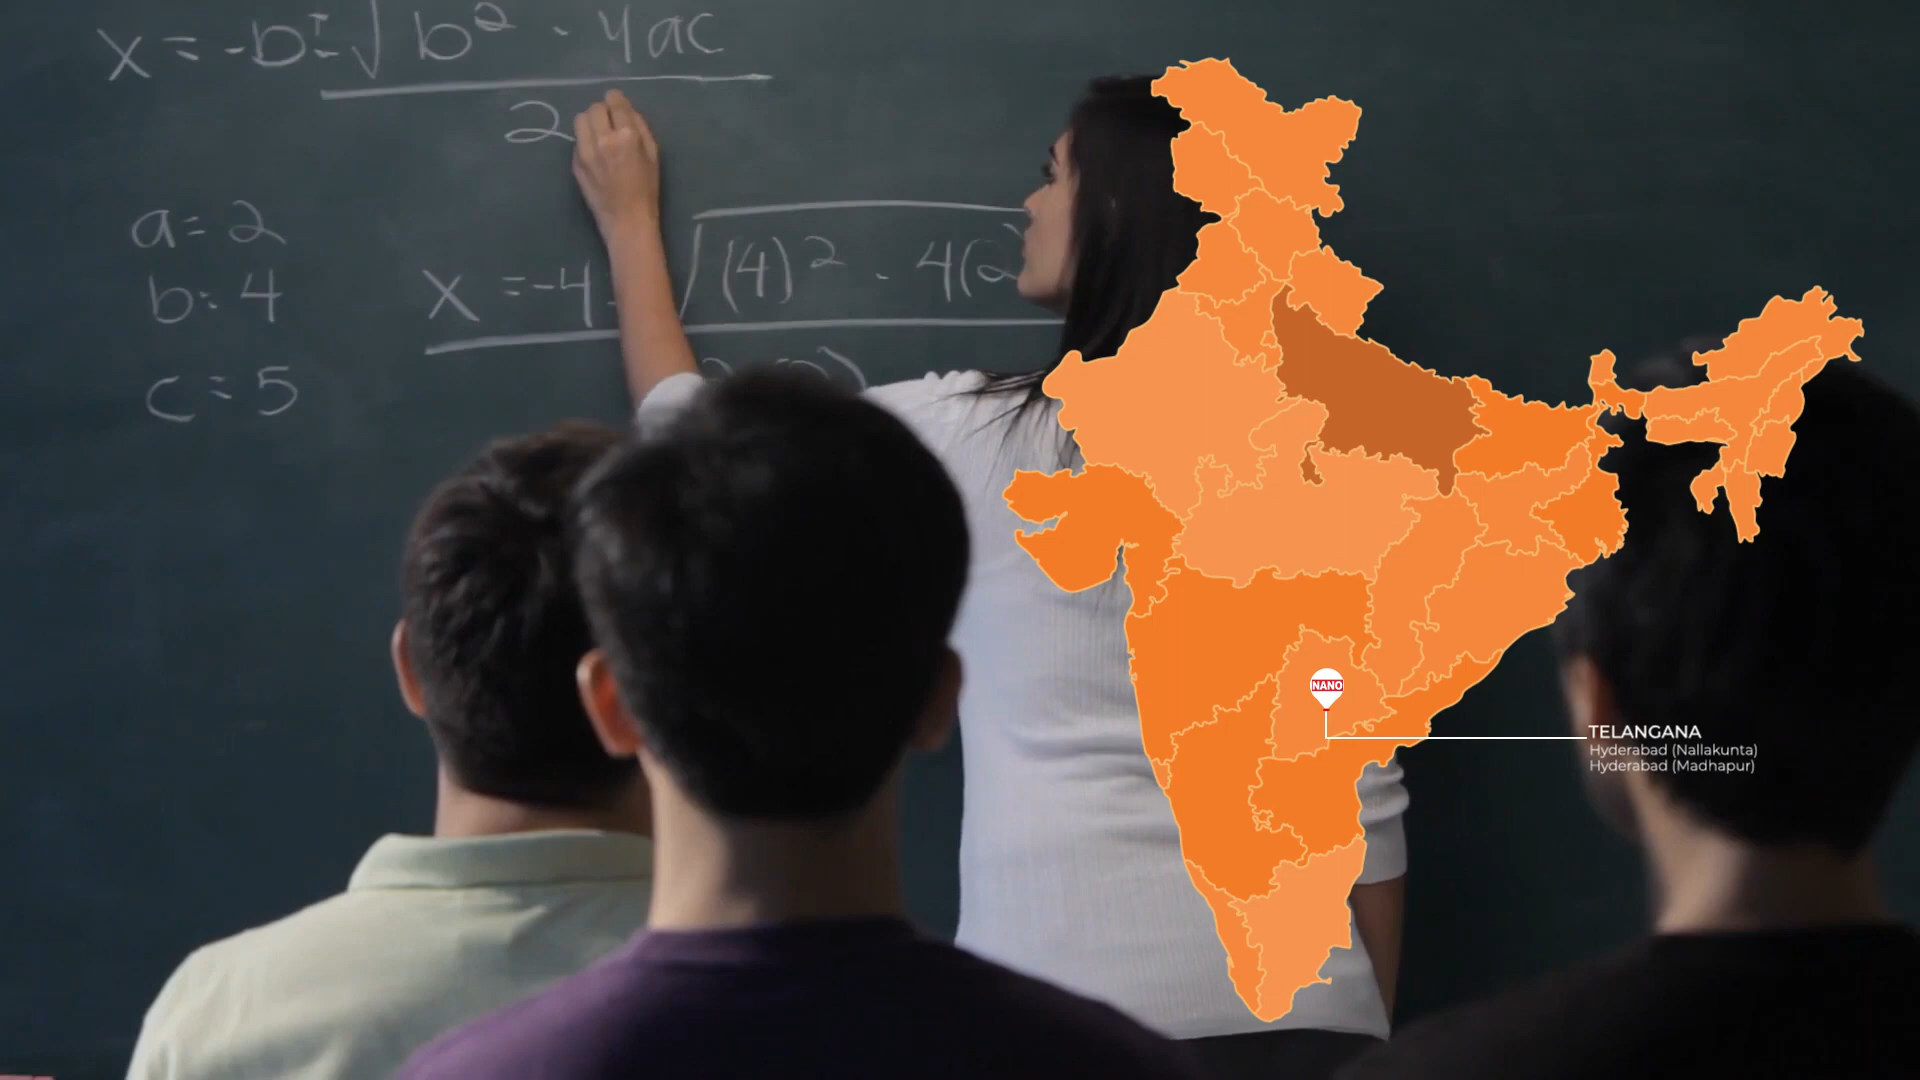 x = -b ± √ b² - 4ac
2
a = 2
b = 4
c = 5
x = -4 ± √ (4)² - 4(2
NANO
TELANGANA
Hyderabad (Nallakunta)
Hyderabad (Madhapur)